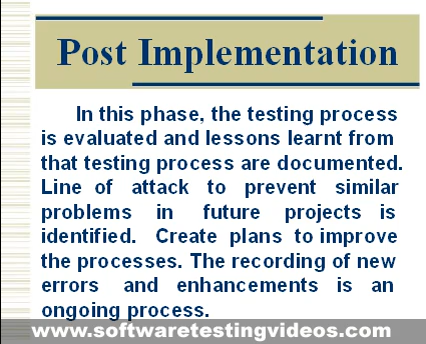 Post Implementation
In this phase, the testing process
is evaluated and lessons learnt from
that testing process are documented.
Line of attack to prevent similar
problems in future projects is
identified. Create plans to improve
the processes. The recording of new
errors and enhancements is an
ongoing process.
www.softwaretestingvideos.com